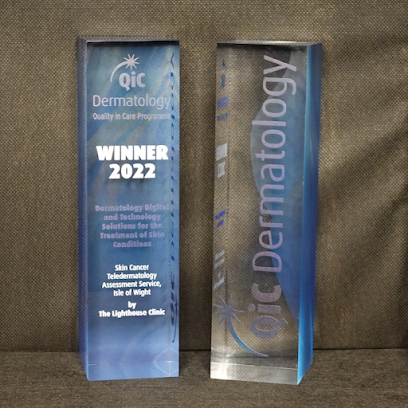 QiC
Dermatology
Quality in Care Programme
WINNER
2022
Dermatology Digital
and Technology
Solutions for the
Treatment of Skin
Conditions
Skin Cancer
Teledermatology
Assessment Service,
Isle of Wight
by
The Lighthouse Clinic
QiC Dermatology